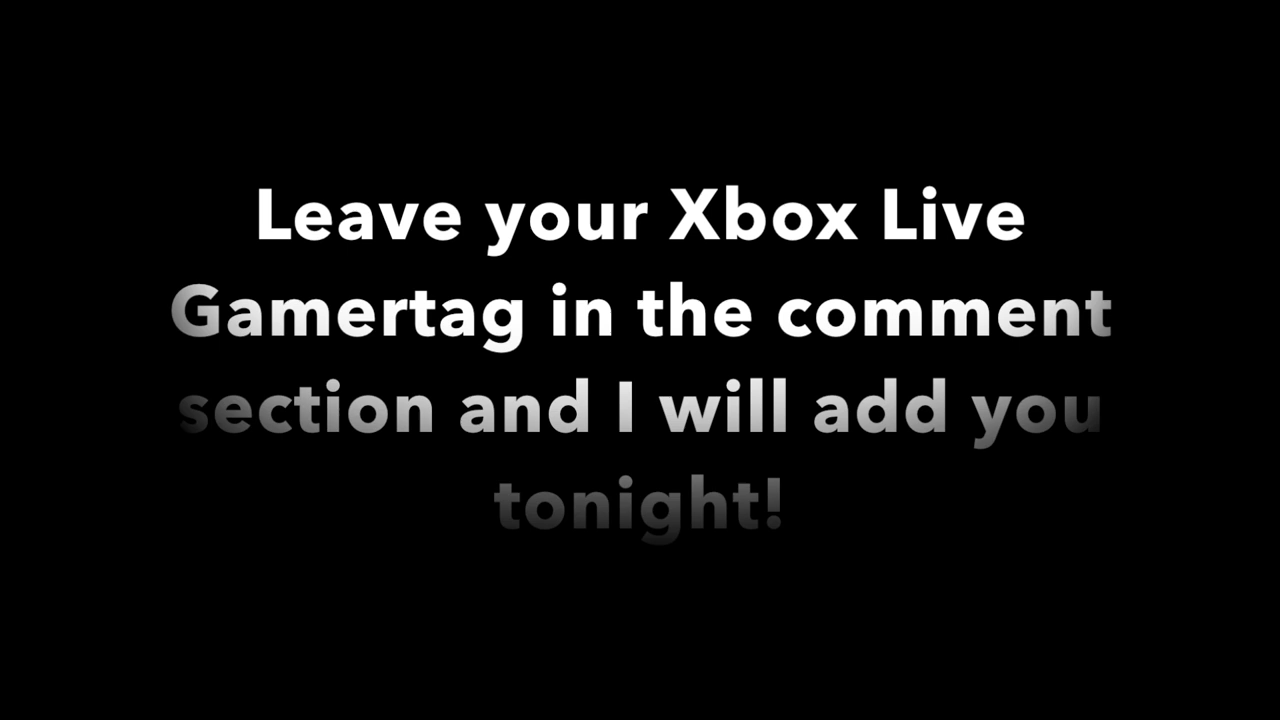 Leave your Xbox Live
Gamertag in the comment
section and I will add you
tonight!